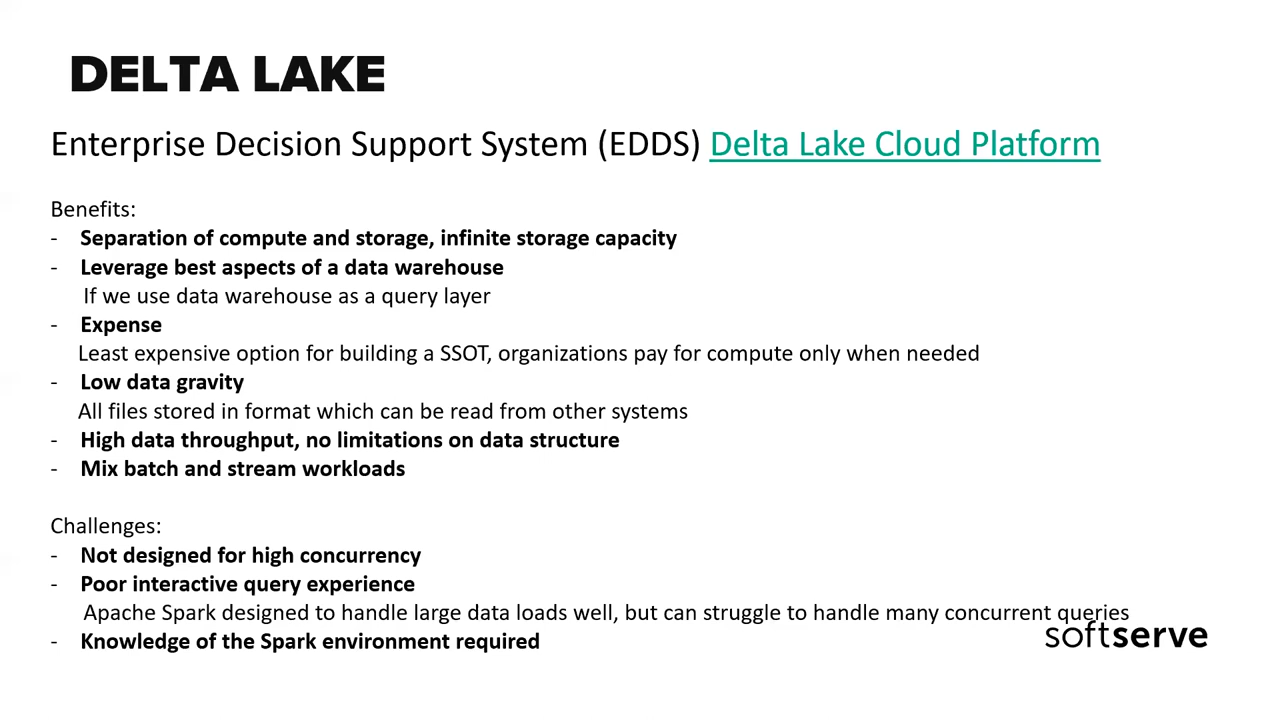 DELTA LAKE
Enterprise Decision Support System (EDDS) Delta Lake Cloud Platform
Benefits:
- Separation of compute and storage, infinite storage capacity
- Leverage best aspects of a data warehouse
If we use data warehouse as a query layer
- Expense
Least expensive option for building a SSOT, organizations pay for compute only when needed
- Low data gravity
All files stored in format which can be read from other systems
- High data throughput, no limitations on data structure
- Mix batch and stream workloads
Challenges:
- Not designed for high concurrency
- Poor interactive query experience
Apache Spark designed to handle large data loads well, but can struggle to handle many concurrent queries
- Knowledge of the Spark environment required
softserve